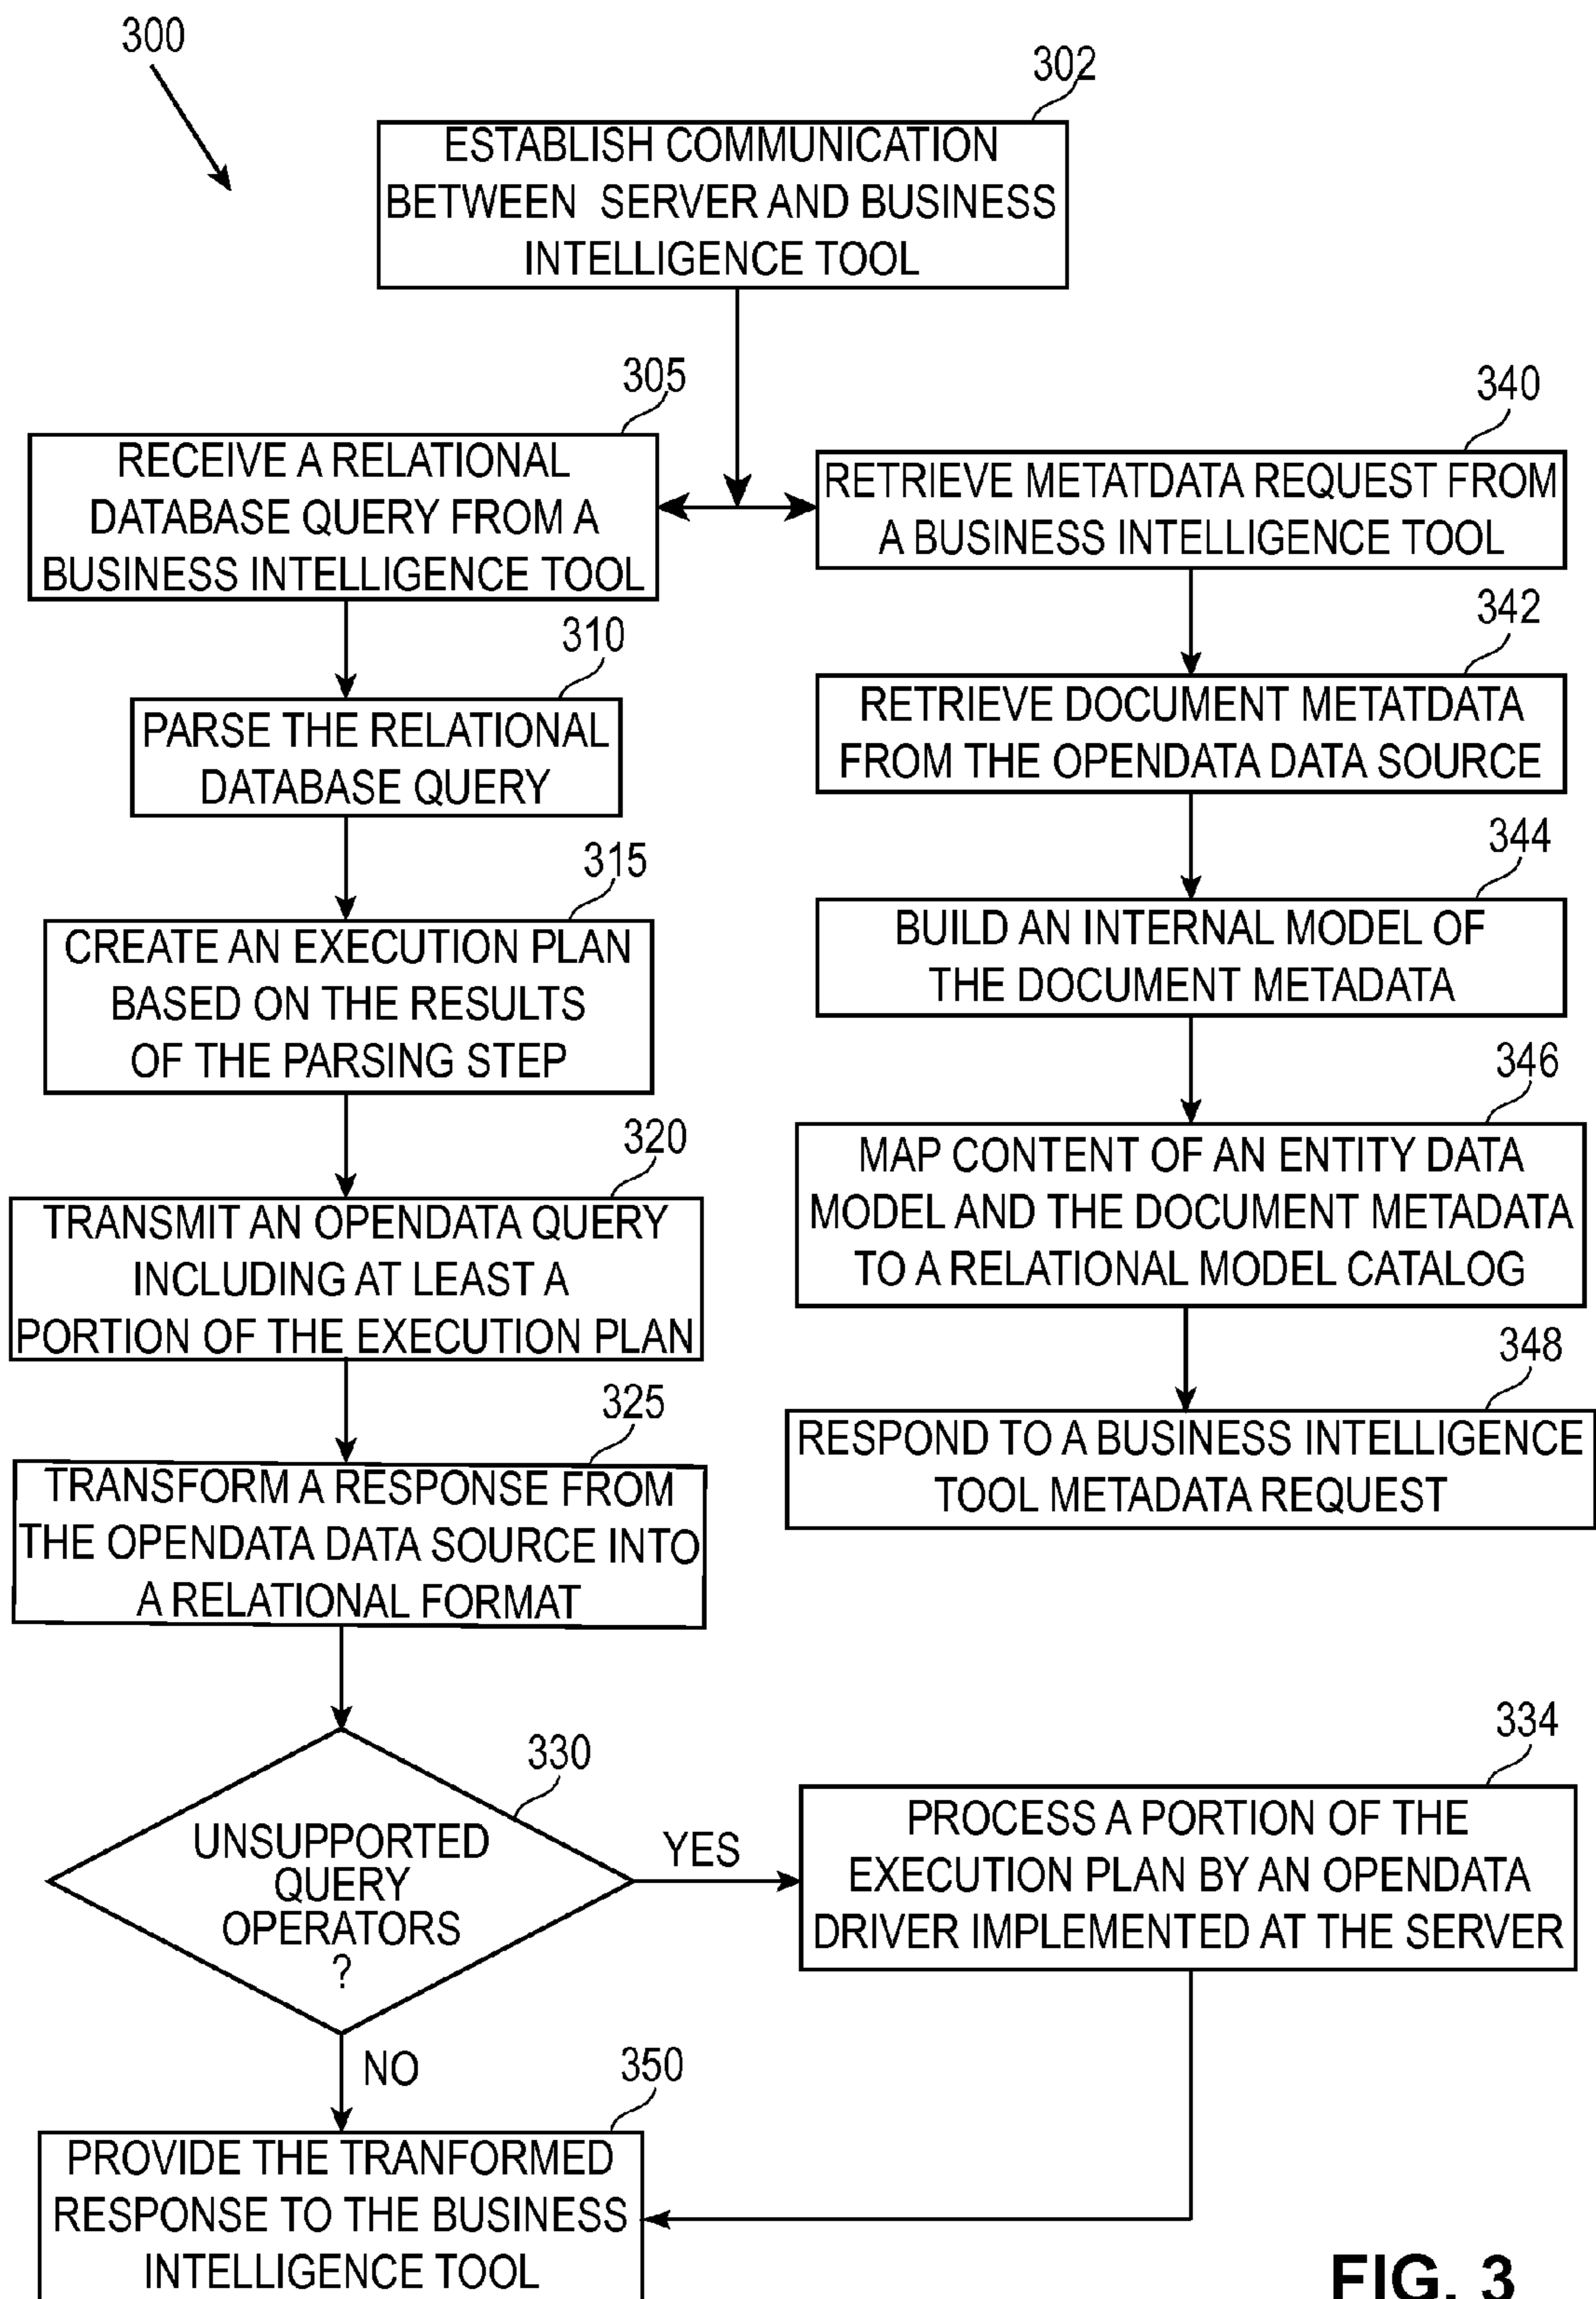 300
302
ESTABLISH COMMUNICATION
BETWEEN SERVER AND BUSINESS
INTELLIGENCE TOOL
305
RECEIVE A RELATIONAL
DATABASE QUERY FROM A
BUSINESS INTELLIGENCE TOOL
310
PARSE THE RELATIONAL
DATABASE QUERY
315
CREATE AN EXECUTION PLAN
BASED ON THE RESULTS
OF THE PARSING STEP
320
TRANSMIT AN OPENDATA QUERY
INCLUDING AT LEAST A
PORTION OF THE EXECUTION PLAN
325
TRANSFORM A RESPONSE FROM
THE OPENDATA DATA SOURCE INTO
A RELATIONAL FORMAT
330
UNSUPPORTED
QUERY
OPERATORS
?
YES
NO
340
RETRIEVE METATDATA REQUEST FROM
A BUSINESS INTELLIGENCE TOOL
342
RETRIEVE DOCUMENT METATDATA
FROM THE OPENDATA DATA SOURCE
344
BUILD AN INTERNAL MODEL OF
THE DOCUMENT METADATA
346
MAP CONTENT OF AN ENTITY DATA
MODEL AND THE DOCUMENT METADATA
TO A RELATIONAL MODEL CATALOG
348
RESPOND TO A BUSINESS INTELLIGENCE
TOOL METADATA REQUEST
334
PROCESS A PORTION OF THE
EXECUTION PLAN BY AN OPENDATA
DRIVER IMPLEMENTED AT THE SERVER
350
PROVIDE THE TRANFORMED
RESPONSE TO THE BUSINESS
INTELLIGENCE TOOL
FIG. 3